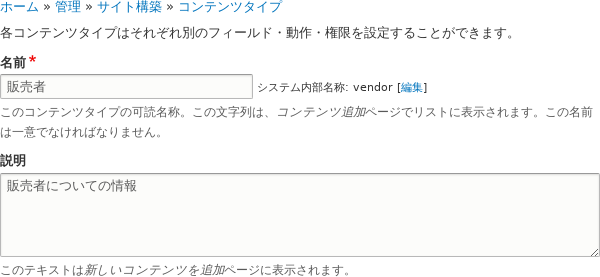 ホーム » 管理 » サイト構築 » コンテンツタイプ
各コンテンツタイプはそれぞれ別のフィールド・動作・権限を設定することができます。
名前*
販売者 システム内部名称: vendor [編集]
このコンテンツタイプの可読名称。この文字列は、コンテンツ追加ページでリストに表示されます。この名前
は一意でなければなりません。
説明
販売者についての情報
このテキストは新しいコンテンツを追加ページに表示されます。